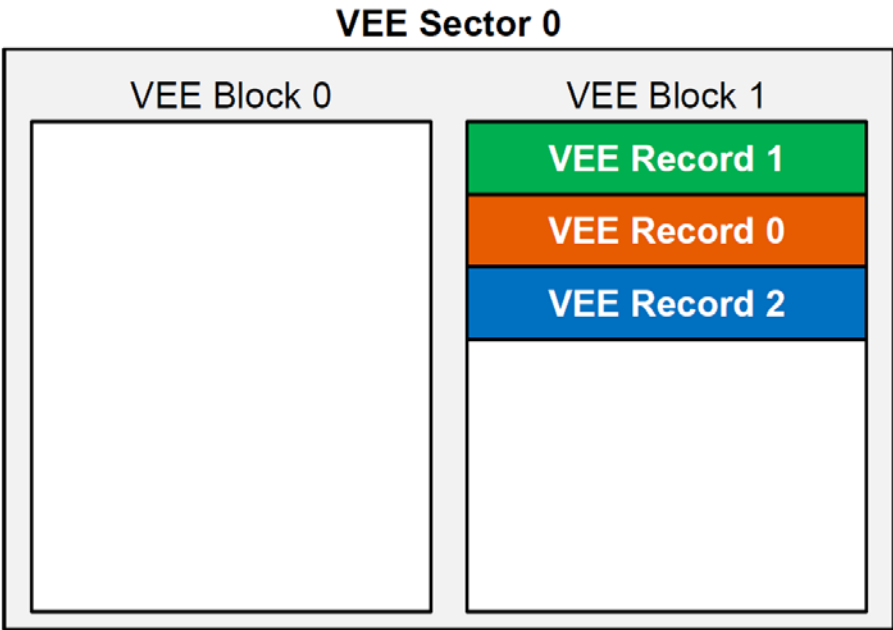 VEE Sector 0
VEE Block 0
VEE Block 1
VEE Record 1
VEE Record 0
VEE Record 2